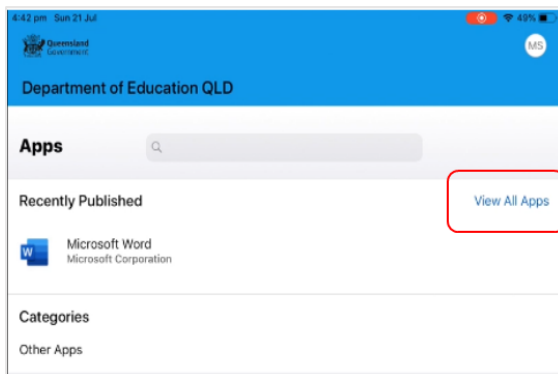 4:42 pm Sun 21 Jul 49%
Queensland
Government
MS
Department of Education QLD
Apps
Recently Published
View All Apps
W
Microsoft Word
Microsoft Corporation
Categories
Other Apps